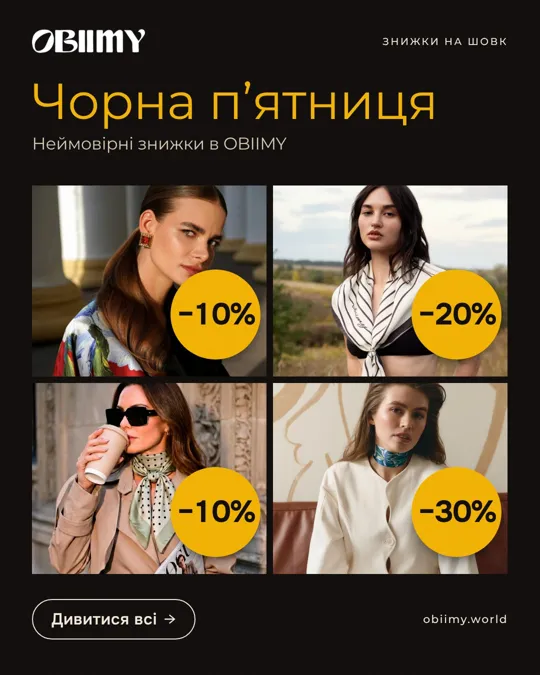 OBIIMY
ЗНИЖКИ НА ШОВК
Чорна п’ятниця
Неймовірні знижки в OBIIMY
−10%
−20%
−10%
−30%
Дивитися всі →
obiimy.world